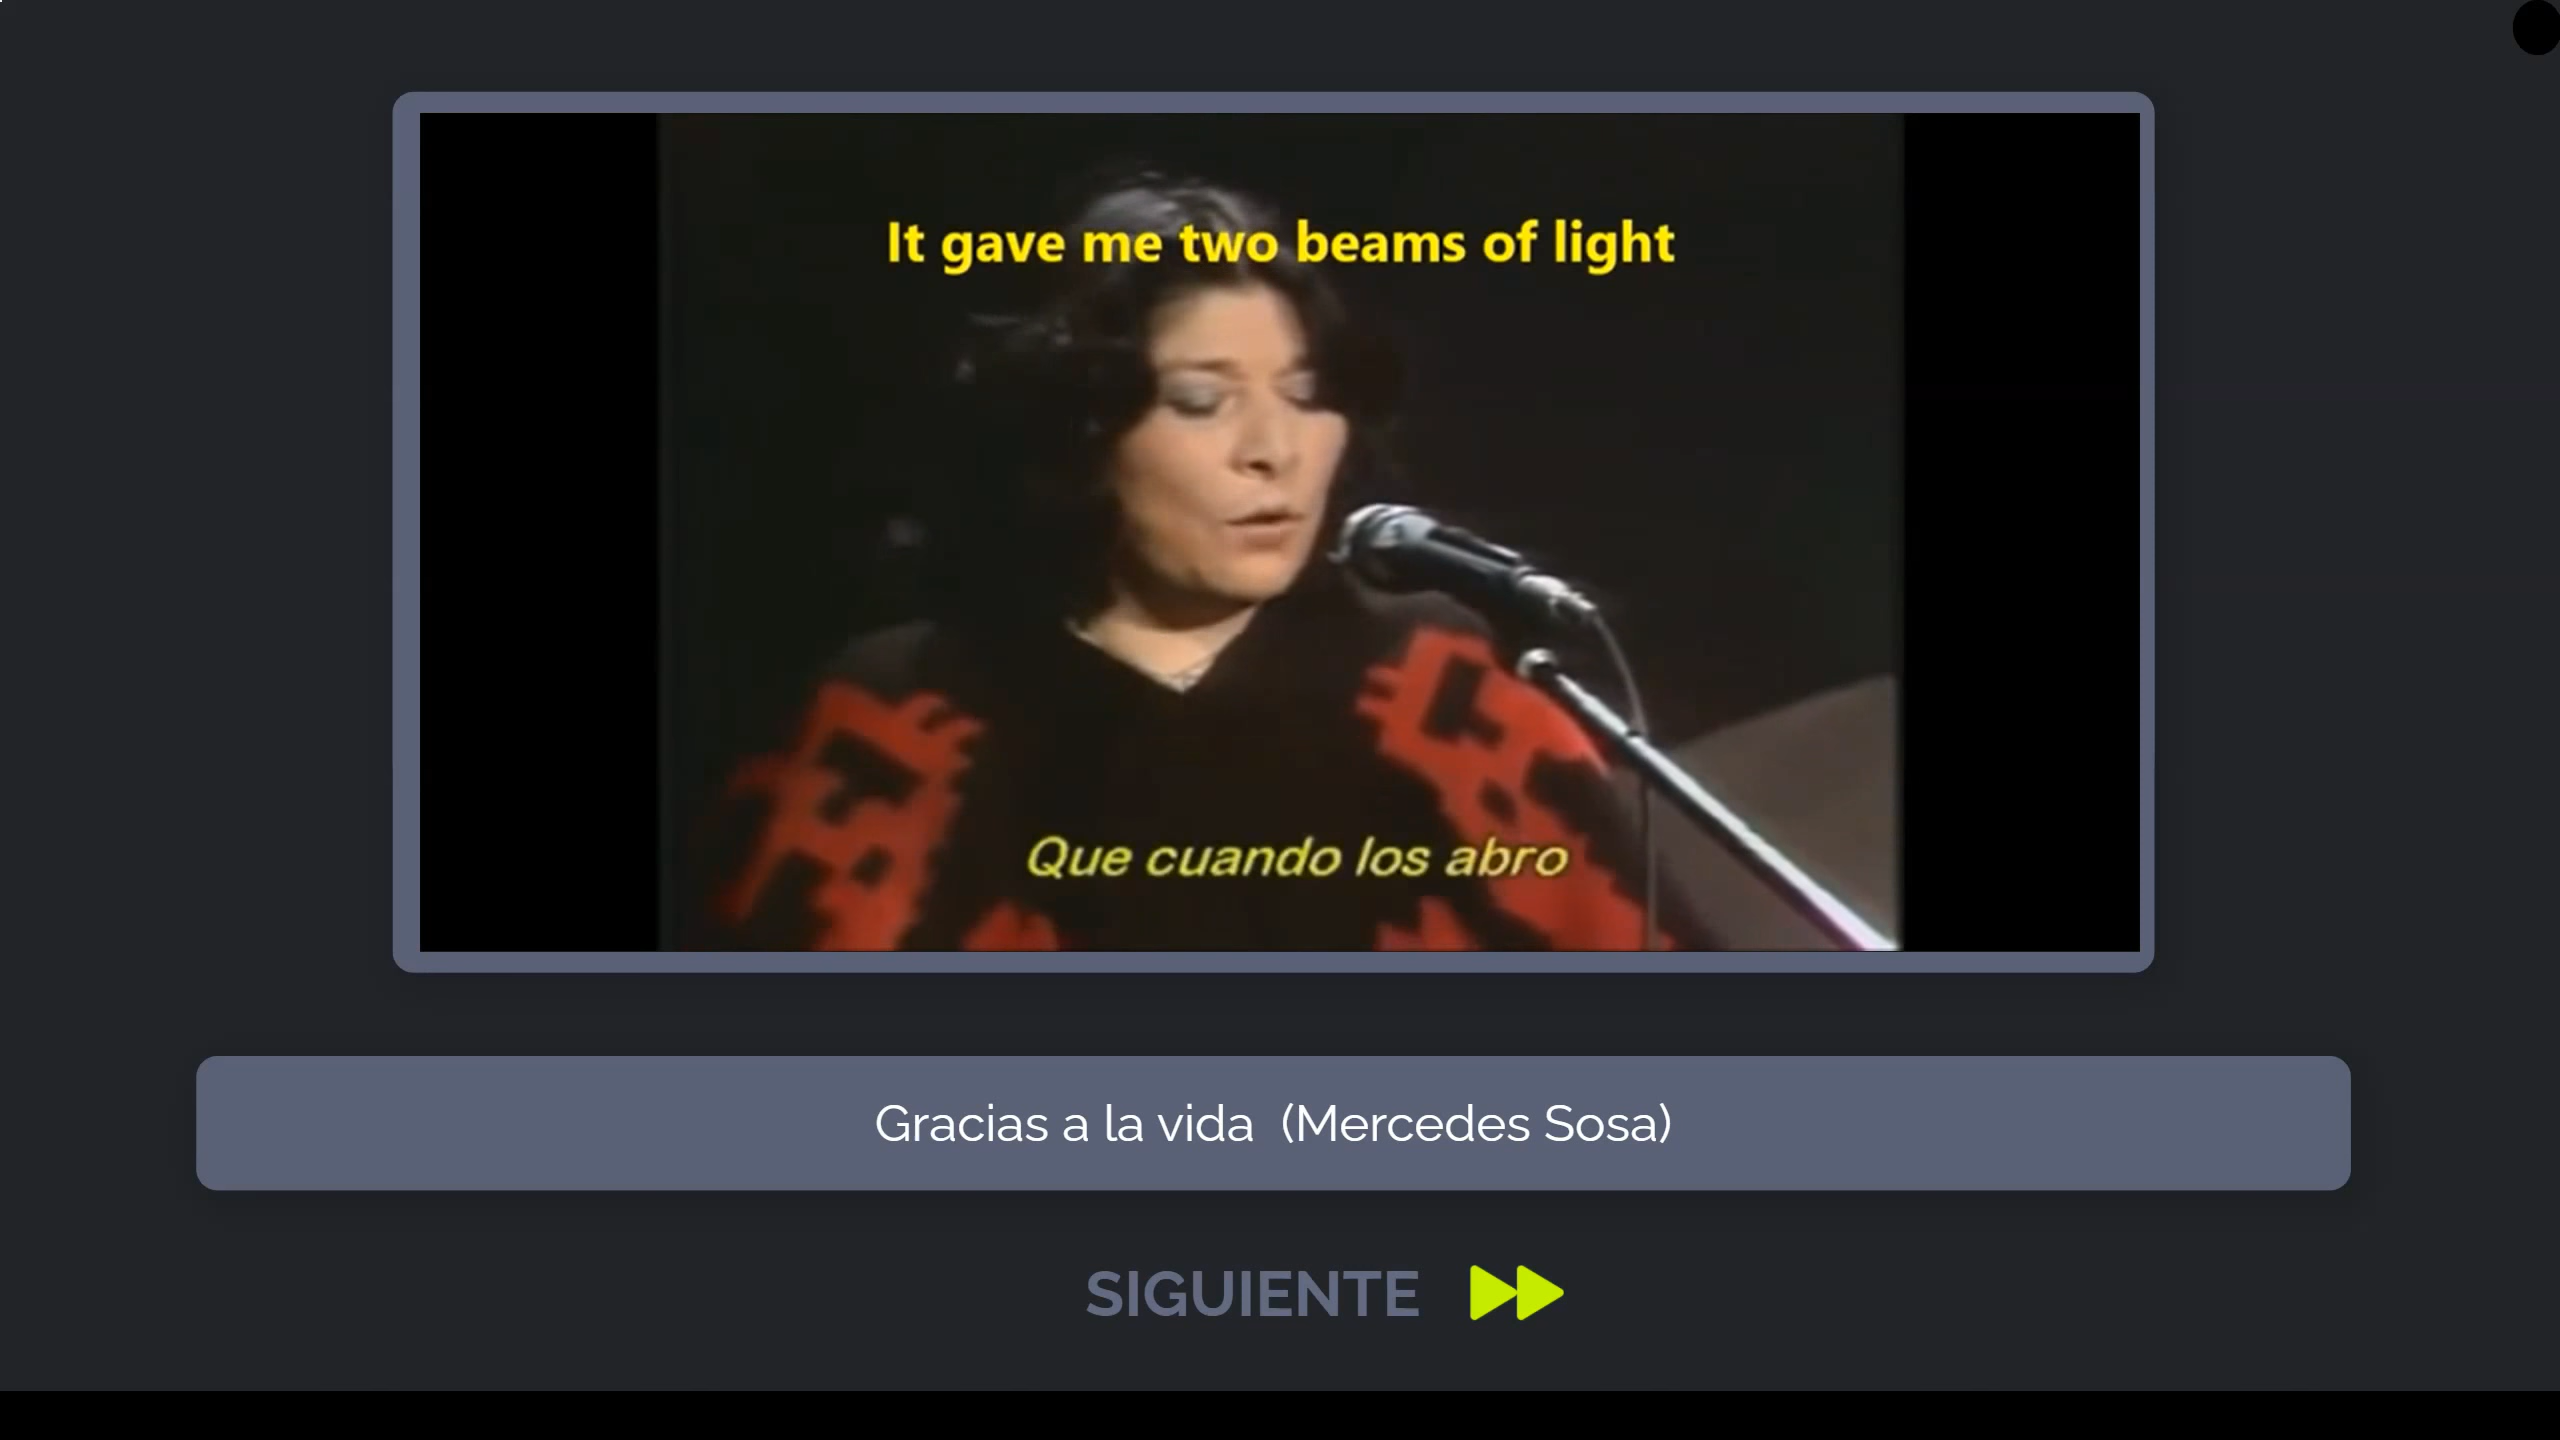 It gave me two beams of light
Que cuando los abro
Gracias a la vida (Mercedes Sosa)
SIGUIENTE